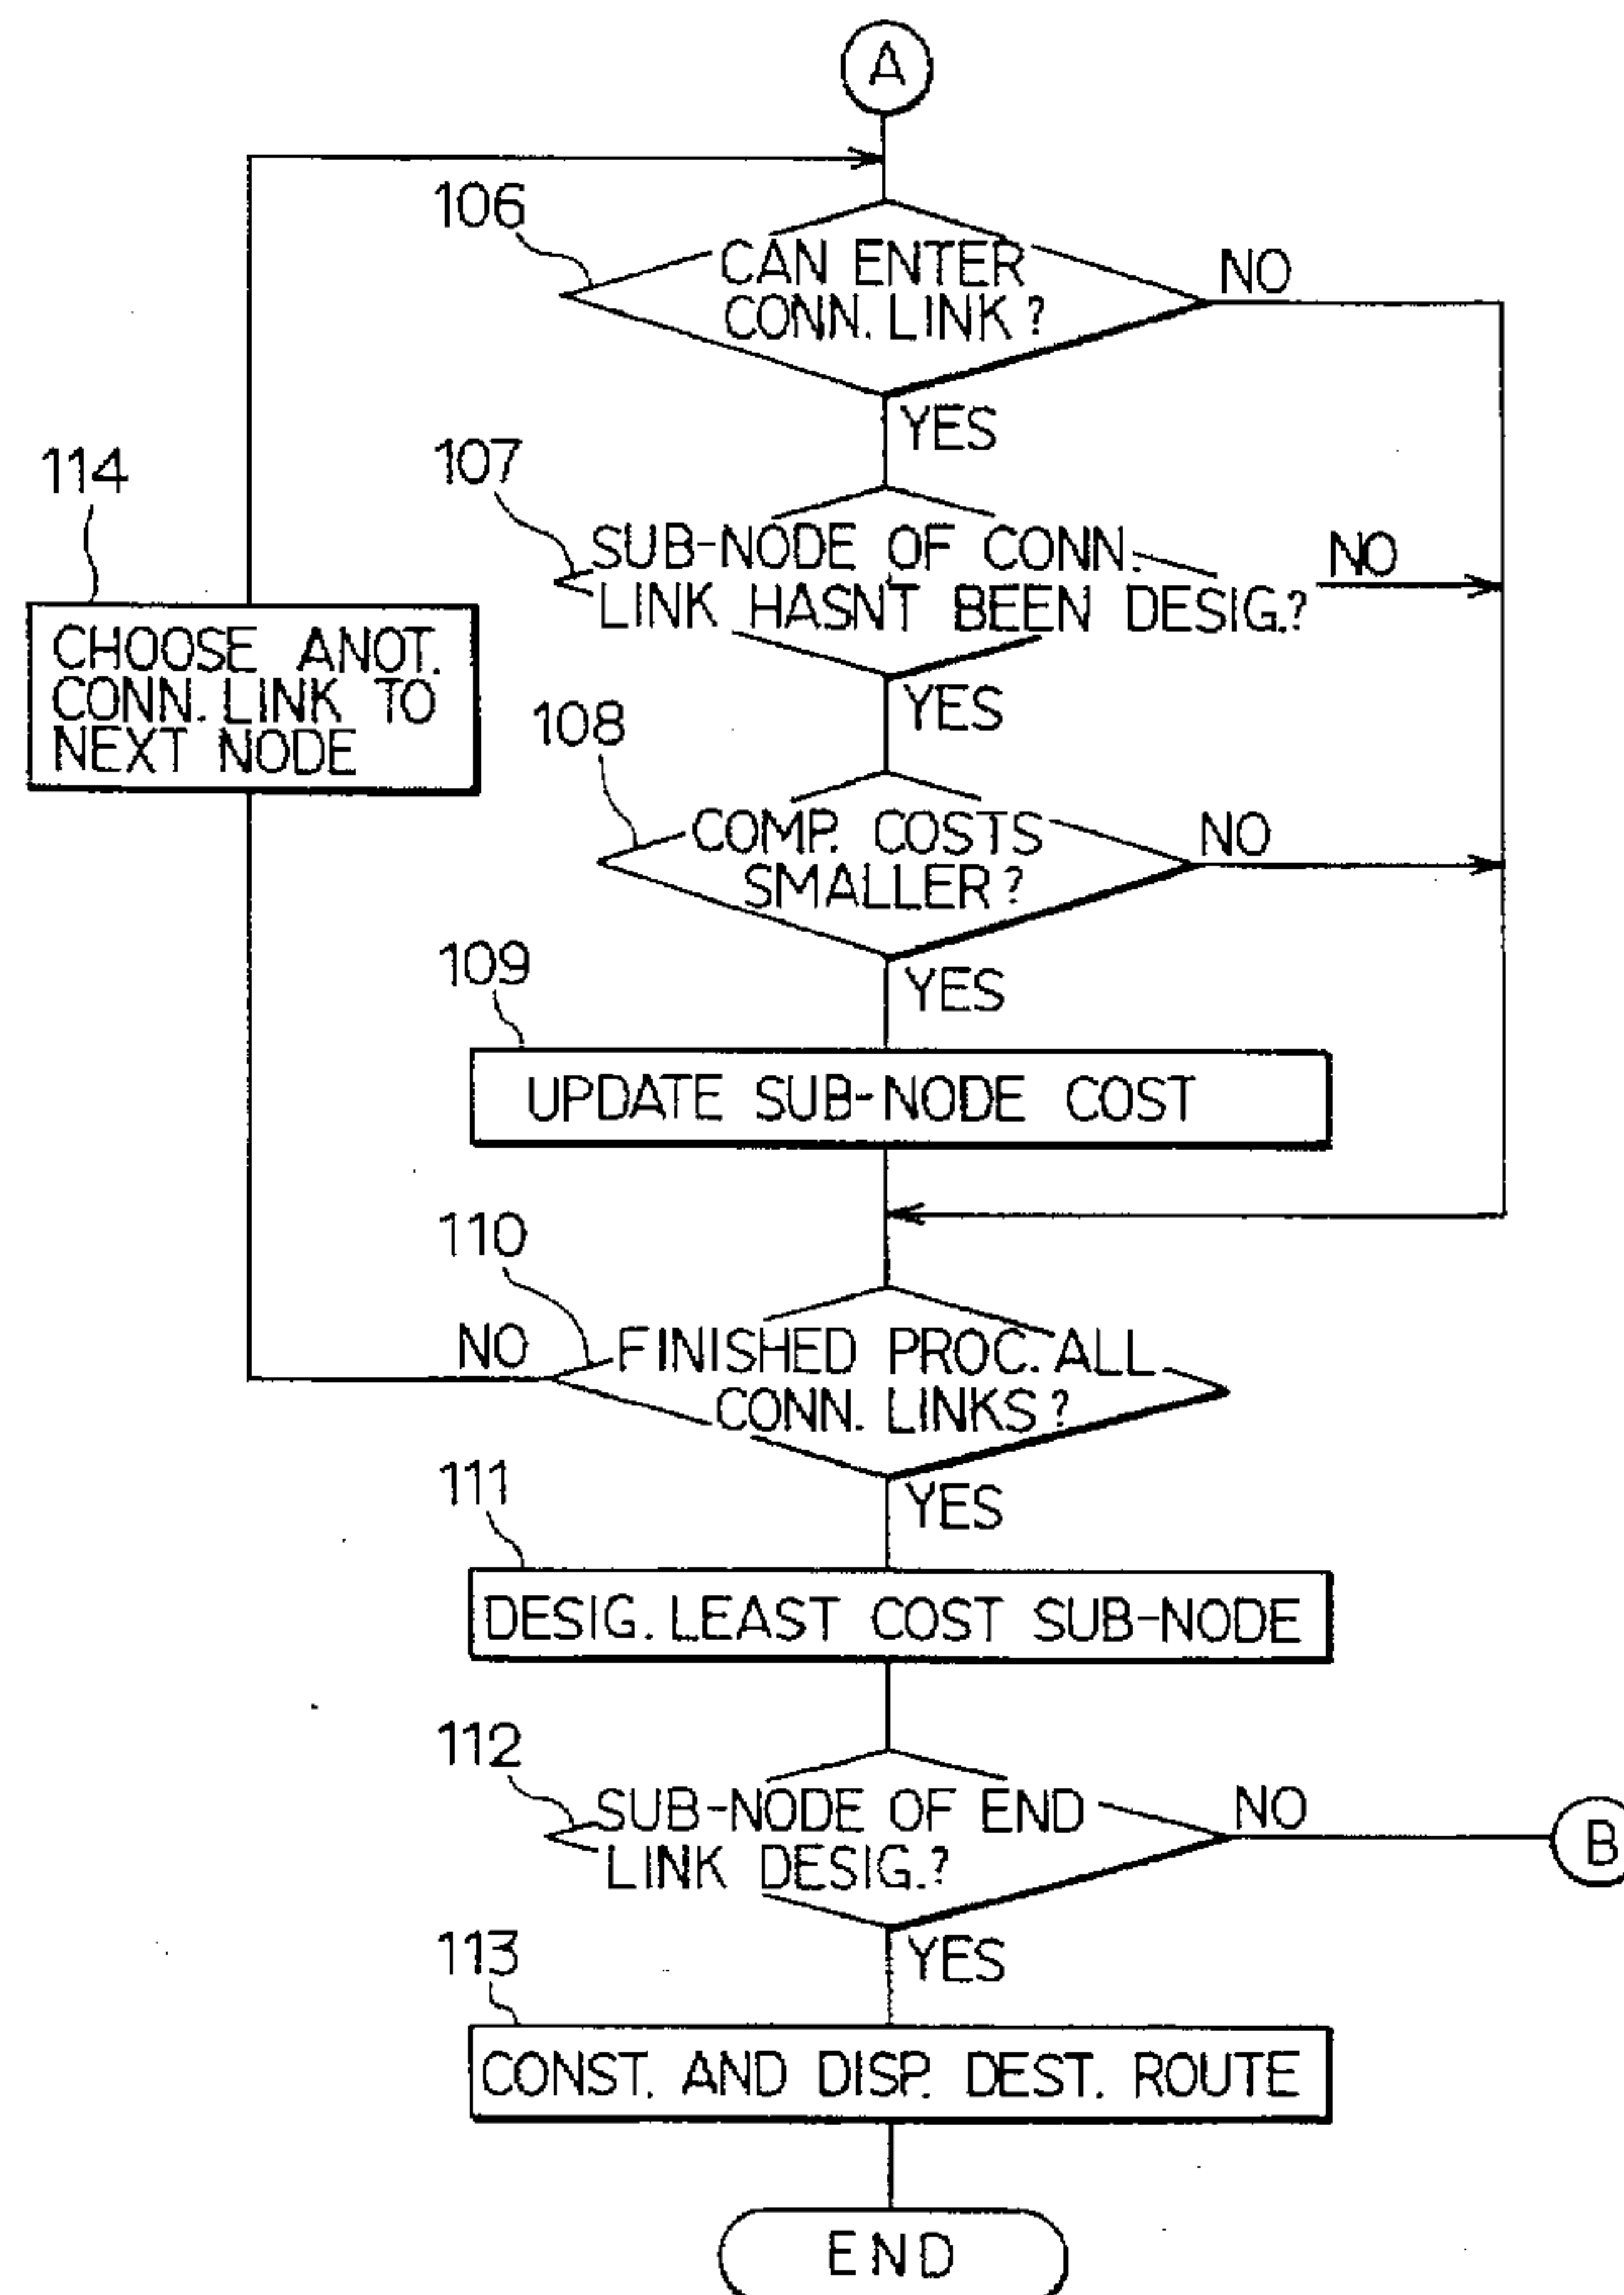 A
106
CAN ENTER
CONN. LINK?
NO
YES
107
SUB-NODE OF CONN.
LINK HASNT BEEN DESIG.?
NO
YES
114
CHOOSE ANOT.
CONN. LINK TO
NEXT NODE
108
COMP. COSTS
SMALLER?
NO
YES
109
UPDATE SUB-NODE COST
110
NO
FINISHED PROC. ALL
CONN. LINKS?
YES
111
DESIG. LEAST COST SUB-NODE
112
SUB-NODE OF END
LINK DESIG.?
NO
B
YES
113
CONST. AND DISP. DEST. ROUTE
END